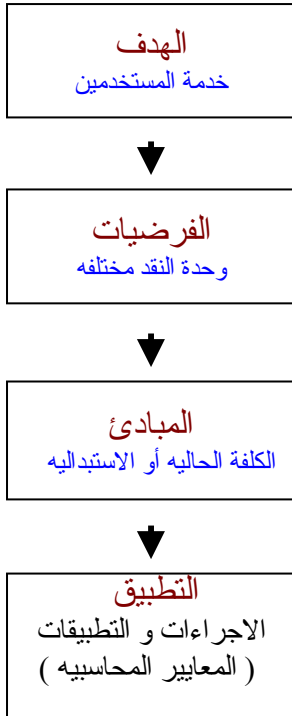 الهدف
خدمة المستخدمين
الفرضيات
وحدة النقد مختلفه
المبادئ
الكلفة الحاليه أو الاستبداليه
التطبيق
الاجراءات و التطبيقات
( المعايير المحاسبيه )